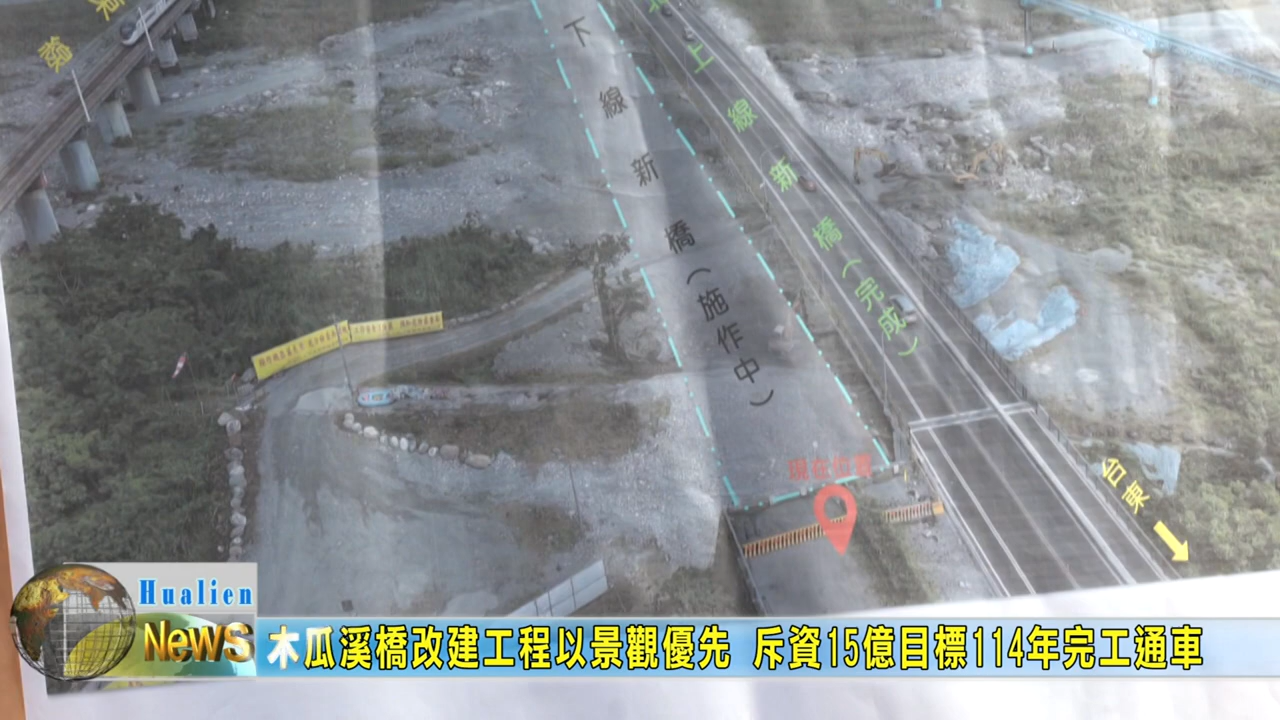 下線新橋(施作中)
上線新橋(完成)
現在位置
台東
Hualien
News
木瓜溪橋改建工程以景觀優先 斥資15億目標114年完工通車